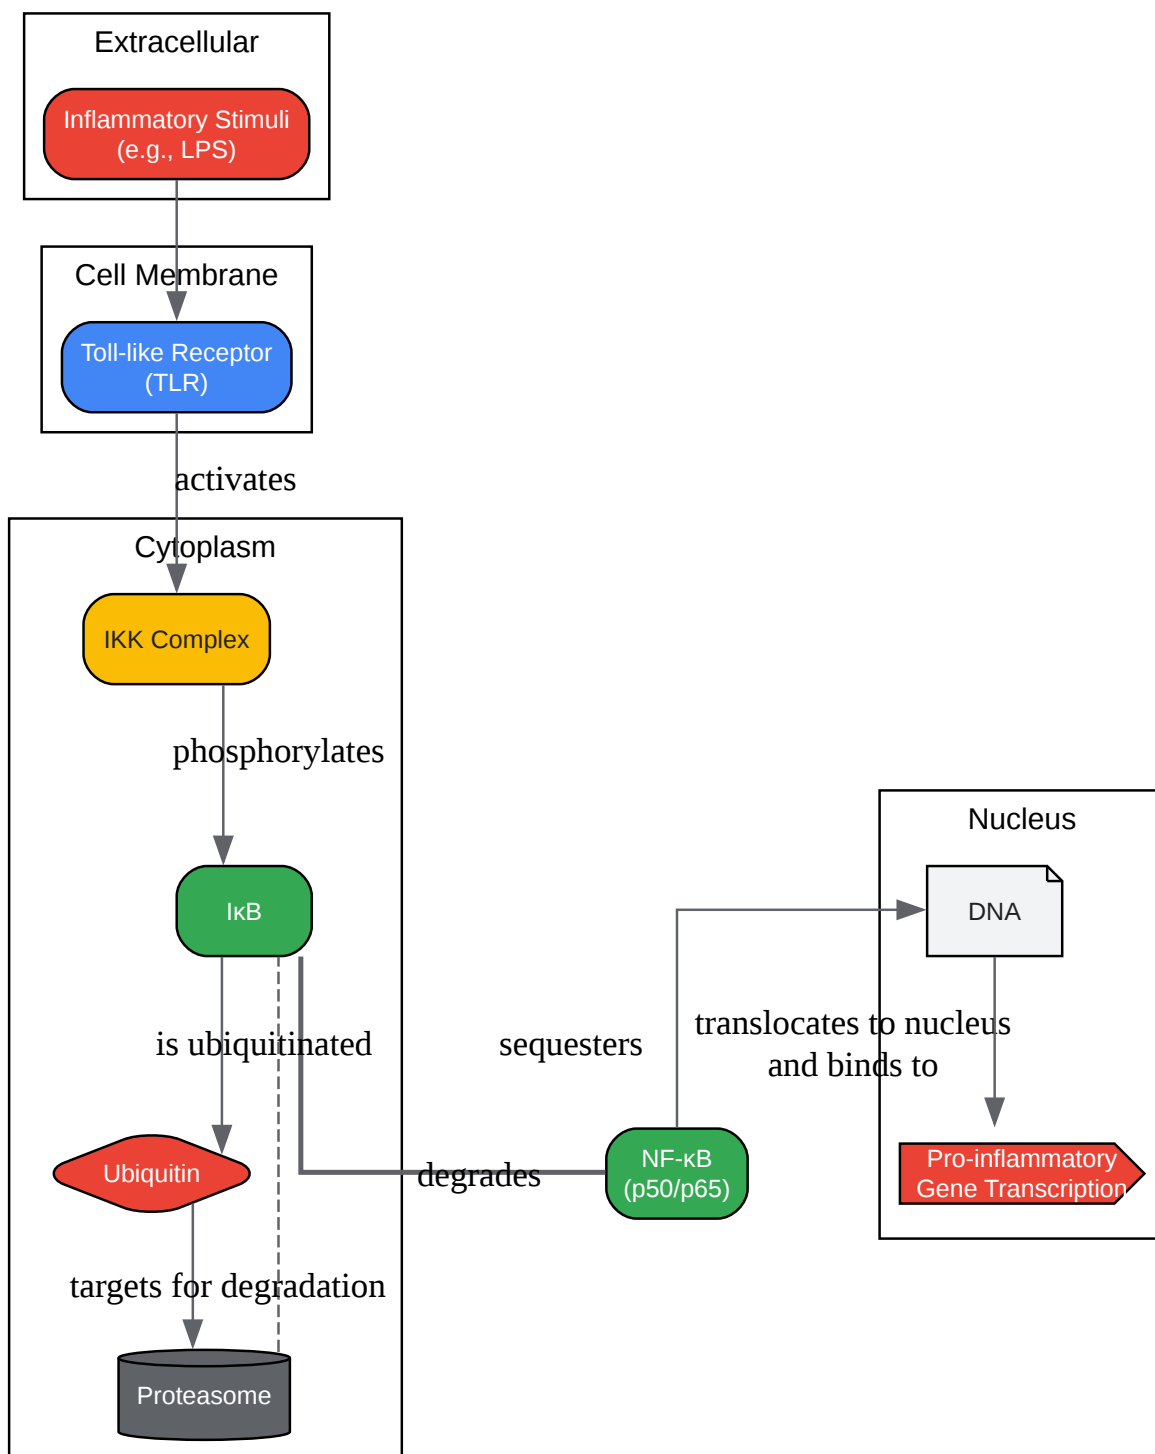 Extracellular
Inflammatory Stimuli
(e.g., LPS)
Cell Membrane
Toll-like Receptor
(TLR)
activates
Cytoplasm
IKK Complex
phosphorylates
IκB
is ubiquitinated
Ubiquitin
targets for degradation
Proteasome
sequesters
degrades
NF-κB
(p50/p65)
translocates to nucleus
and binds to
Nucleus
DNA
Pro-inflammatory
Gene Transcription